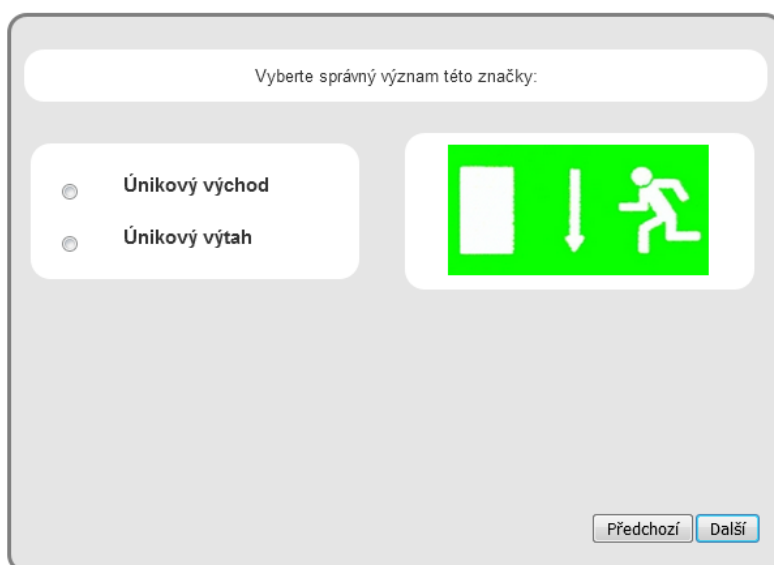 Vyberte správný význam této značky:
Únikový východ
Únikový výtah
Předchozí
Další